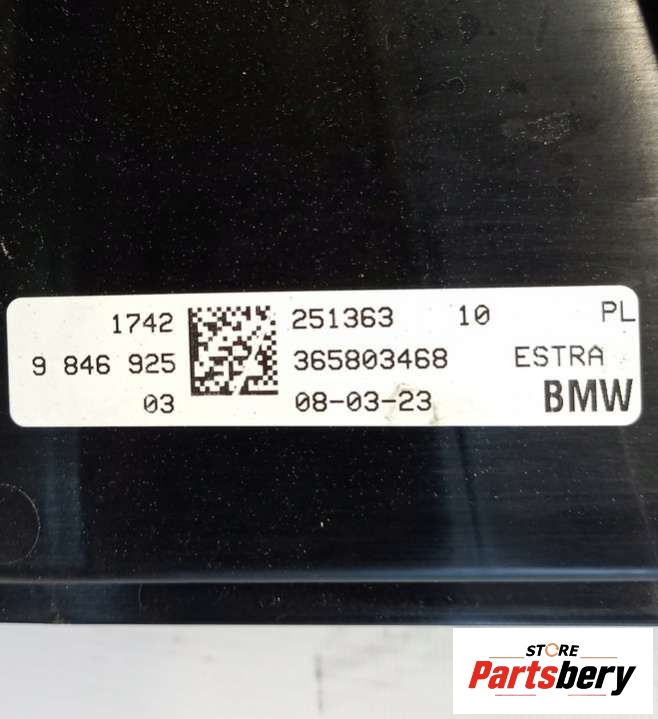 1742 251363 10 PL
9 846 925 365803468 ESTRA
03 08-03-23 BMW
STORE
Partsbery